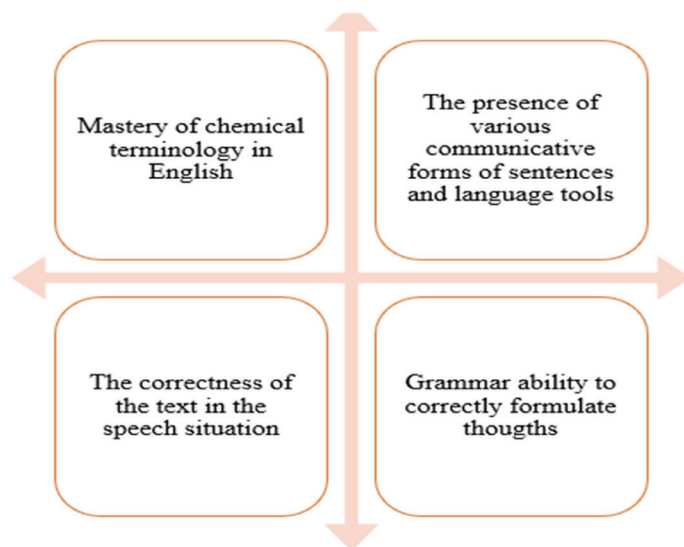 Mastery of chemical
terminology in
English
The presence of
various
communicative
forms of sentences
and language tools
The correctness of
the text in the
speech situation
Grammar ability to
correctly formulate
thougths